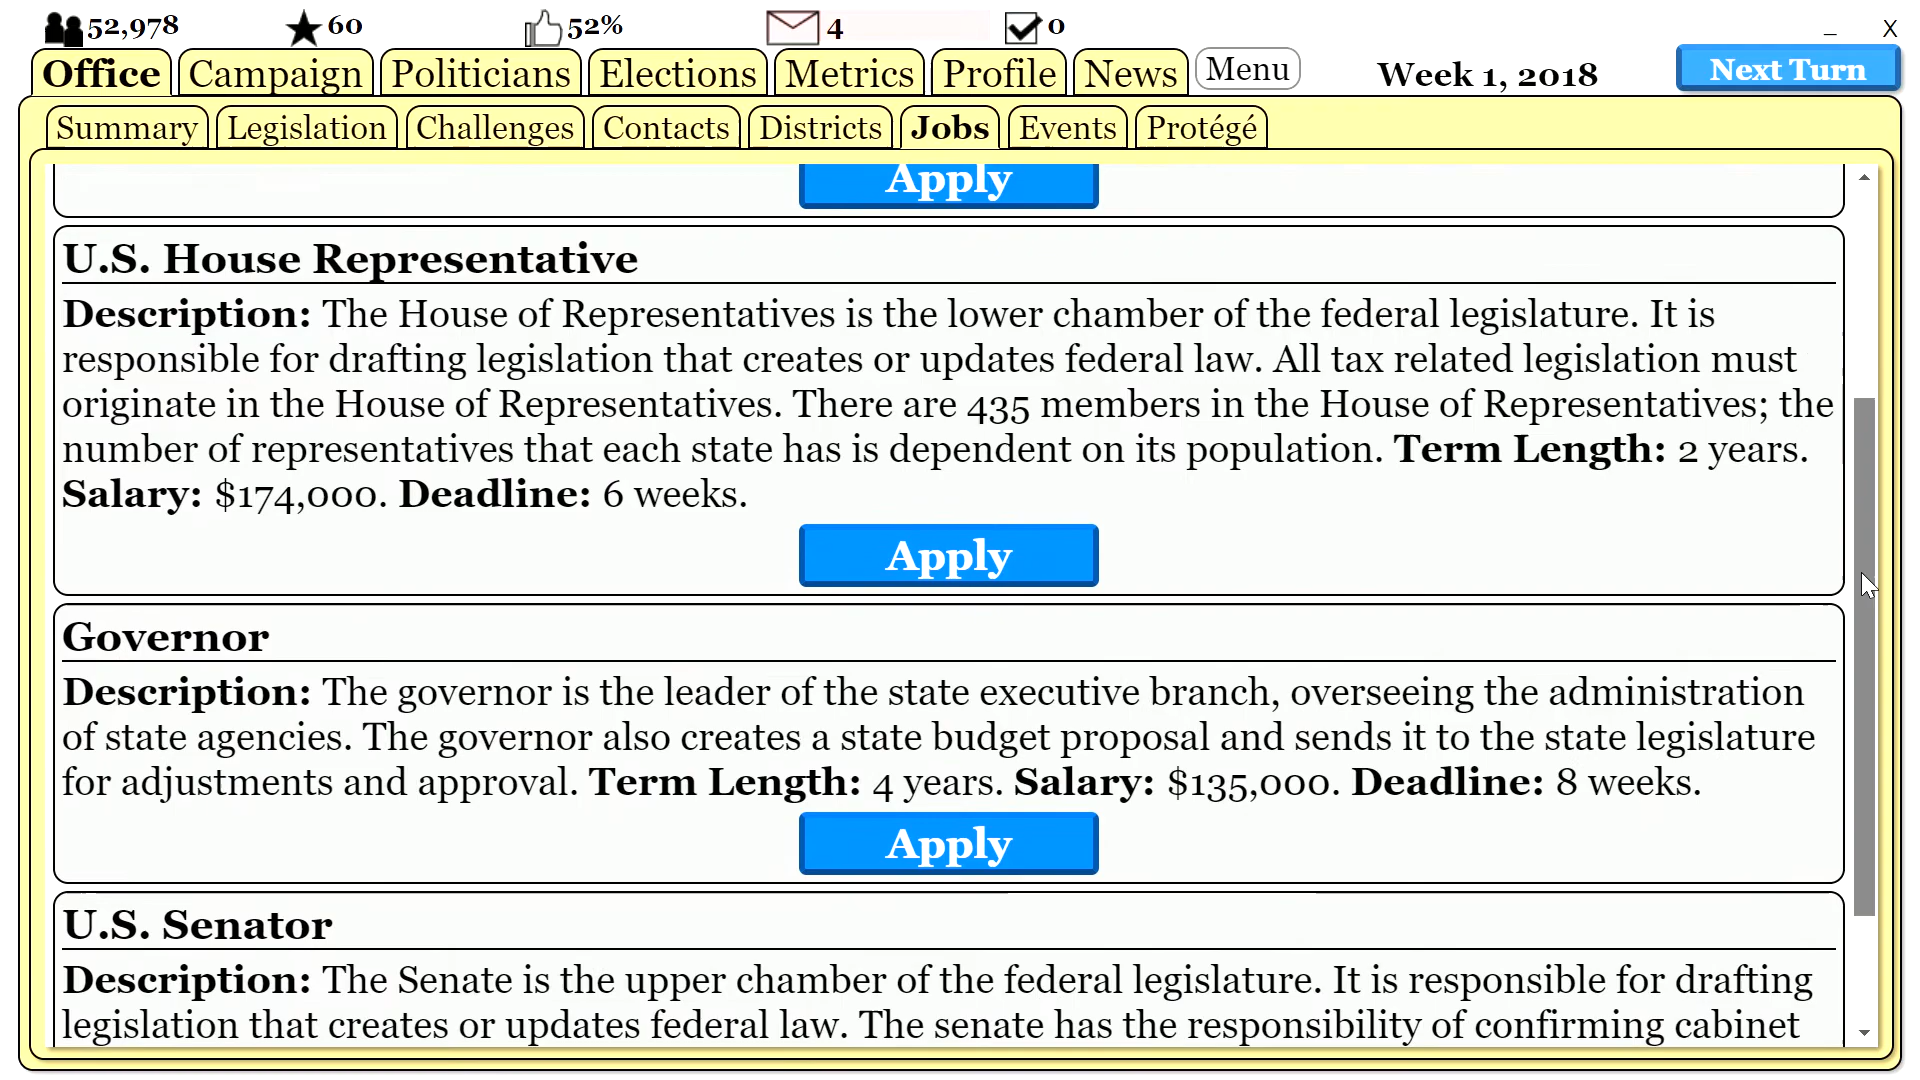 52,978 60 52% 4 0 _ X
Office Campaign Politicians Elections Metrics Profile News Menu Week 1, 2018 Next Turn
Summary Legislation Challenges Contacts Districts Jobs Events Protégé
Apply
U.S. House Representative
Description: The House of Representatives is the lower chamber of the federal legislature. It is
responsible for drafting legislation that creates or updates federal law. All tax related legislation must
originate in the House of Representatives. There are 435 members in the House of Representatives; the
number of representatives that each state has is dependent on its population. Term Length: 2 years.
Salary: $174,000. Deadline: 6 weeks.
Apply
Governor
Description: The governor is the leader of the state executive branch, overseeing the administration
of state agencies. The governor also creates a state budget proposal and sends it to the state legislature
for adjustments and approval. Term Length: 4 years. Salary: $135,000. Deadline: 8 weeks.
Apply
U.S. Senator
Description: The Senate is the upper chamber of the federal legislature. It is responsible for drafting
legislation that creates or updates federal law. The senate has the responsibility of confirming cabinet